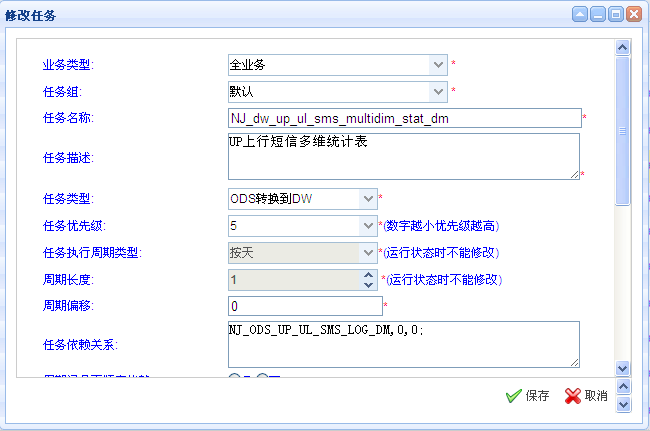 修改任务
业务类型: 全业务 *
任务组: 默认 *
任务名称: NJ_dw_up_ul_sms_multidim_stat_dm *
任务描述: UP上行短信多维统计表 *
任务类型: ODS转换到DW *
任务优先级: 5 *(数字越小优先级越高)
任务执行周期类型: 按天 *(运行状态时不能修改)
周期长度: 1 *(运行状态时不能修改)
周期偏移: 0 *
任务依赖关系: NJ_ODS_UP_UL_SMS_LOG_DM,0,0;
保存 取消